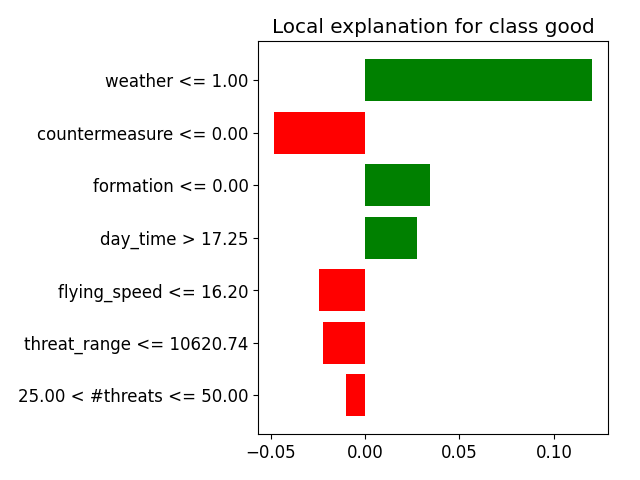 Local explanation for class good
weather <= 1.00
countermeasure <= 0.00
formation <= 0.00
day_time > 17.25
flying_speed <= 16.20
threat_range <= 10620.74
25.00 < #threats <= 50.00
−0.05 0.00 0.05 0.10